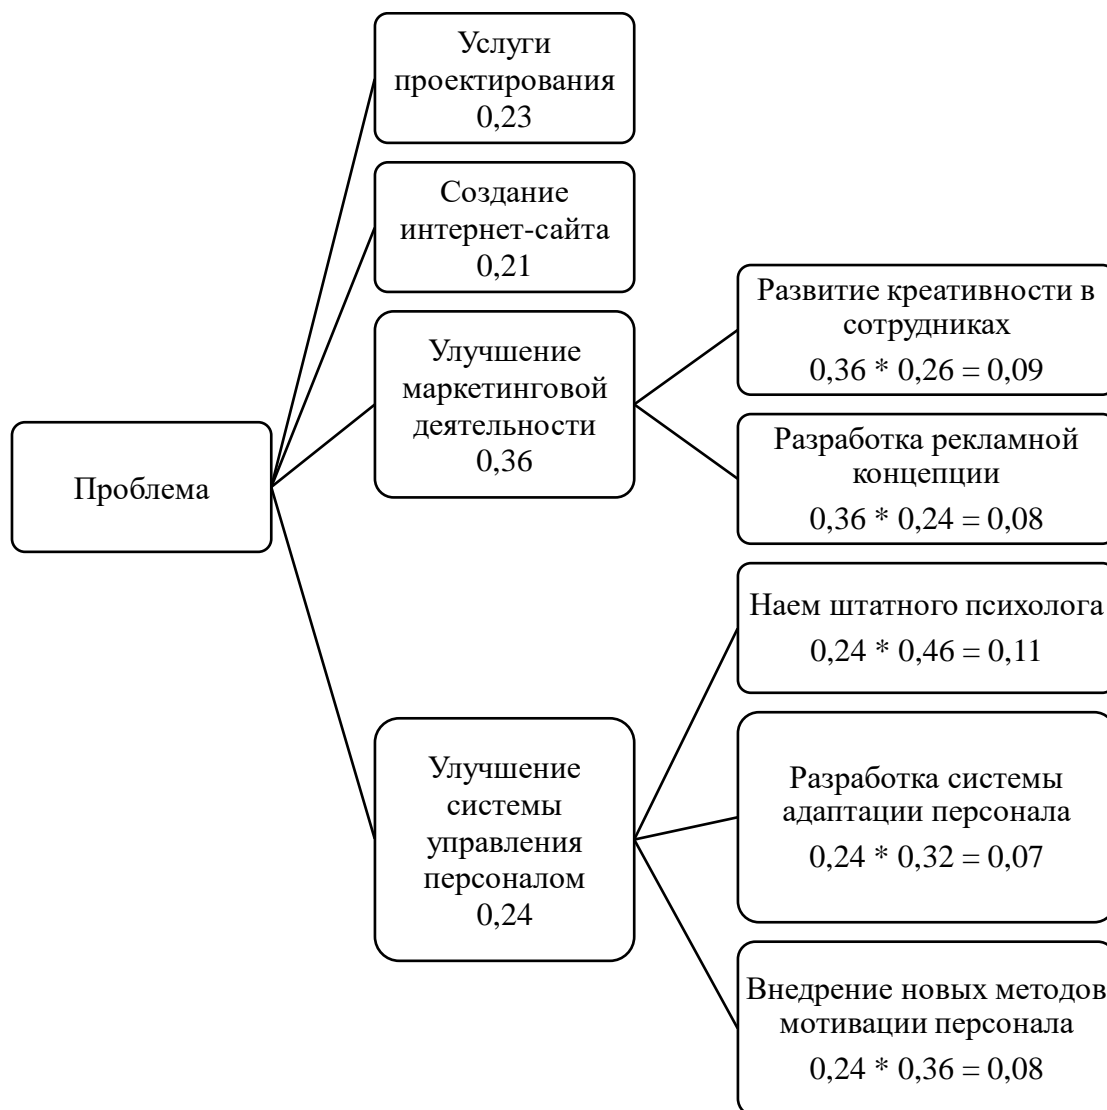 Проблема
Услуги
проектирования
0,23
Создание
интернет-сайта
0,21
Улучшение
маркетинговой
деятельности
0,36
Развитие креативности в
сотрудниках
0,36 * 0,26 = 0,09
Разработка рекламной
концепции
0,36 * 0,24 = 0,08
Улучшение
системы
управления
персоналом
0,24
Наем штатного психолога
0,24 * 0,46 = 0,11
Разработка системы
адаптации персонала
0,24 * 0,32 = 0,07
Внедрение новых методов
мотивации персонала
0,24 * 0,36 = 0,08